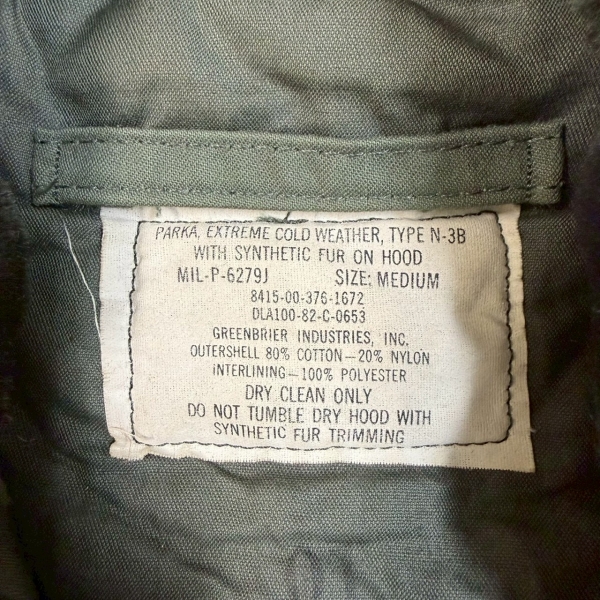 PARKA, EXTREME COLD WEATHER, TYPE N-3B
WITH SYNTHETIC FUR ON HOOD
MIL-P-6279J SIZE: MEDIUM
8415-00-376-1672
DLA100-82-C-0653
GREENBRIER INDUSTRIES, INC.
OUTERSHELL 80% COTTON—20% NYLON
INTERLINING—100% POLYESTER
DRY CLEAN ONLY
DO NOT TUMBLE DRY HOOD WITH
SYNTHETIC FUR TRIMMING